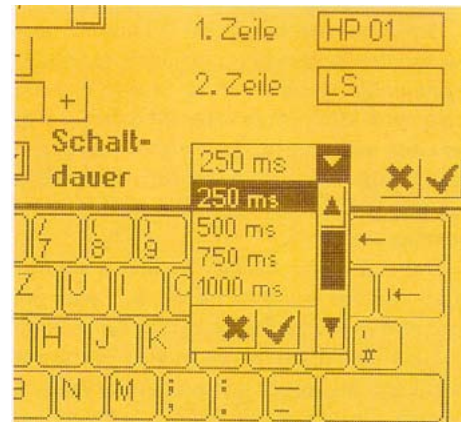 1. Zeile HP 01
2. Zeile LS
+
Schalt-
dauer
250 ms
250 ms
500 ms
750 ms
1000 ms
/ 7 ( 8 ) 9
Z U I
H J K ' #
N M ; , : . _ -